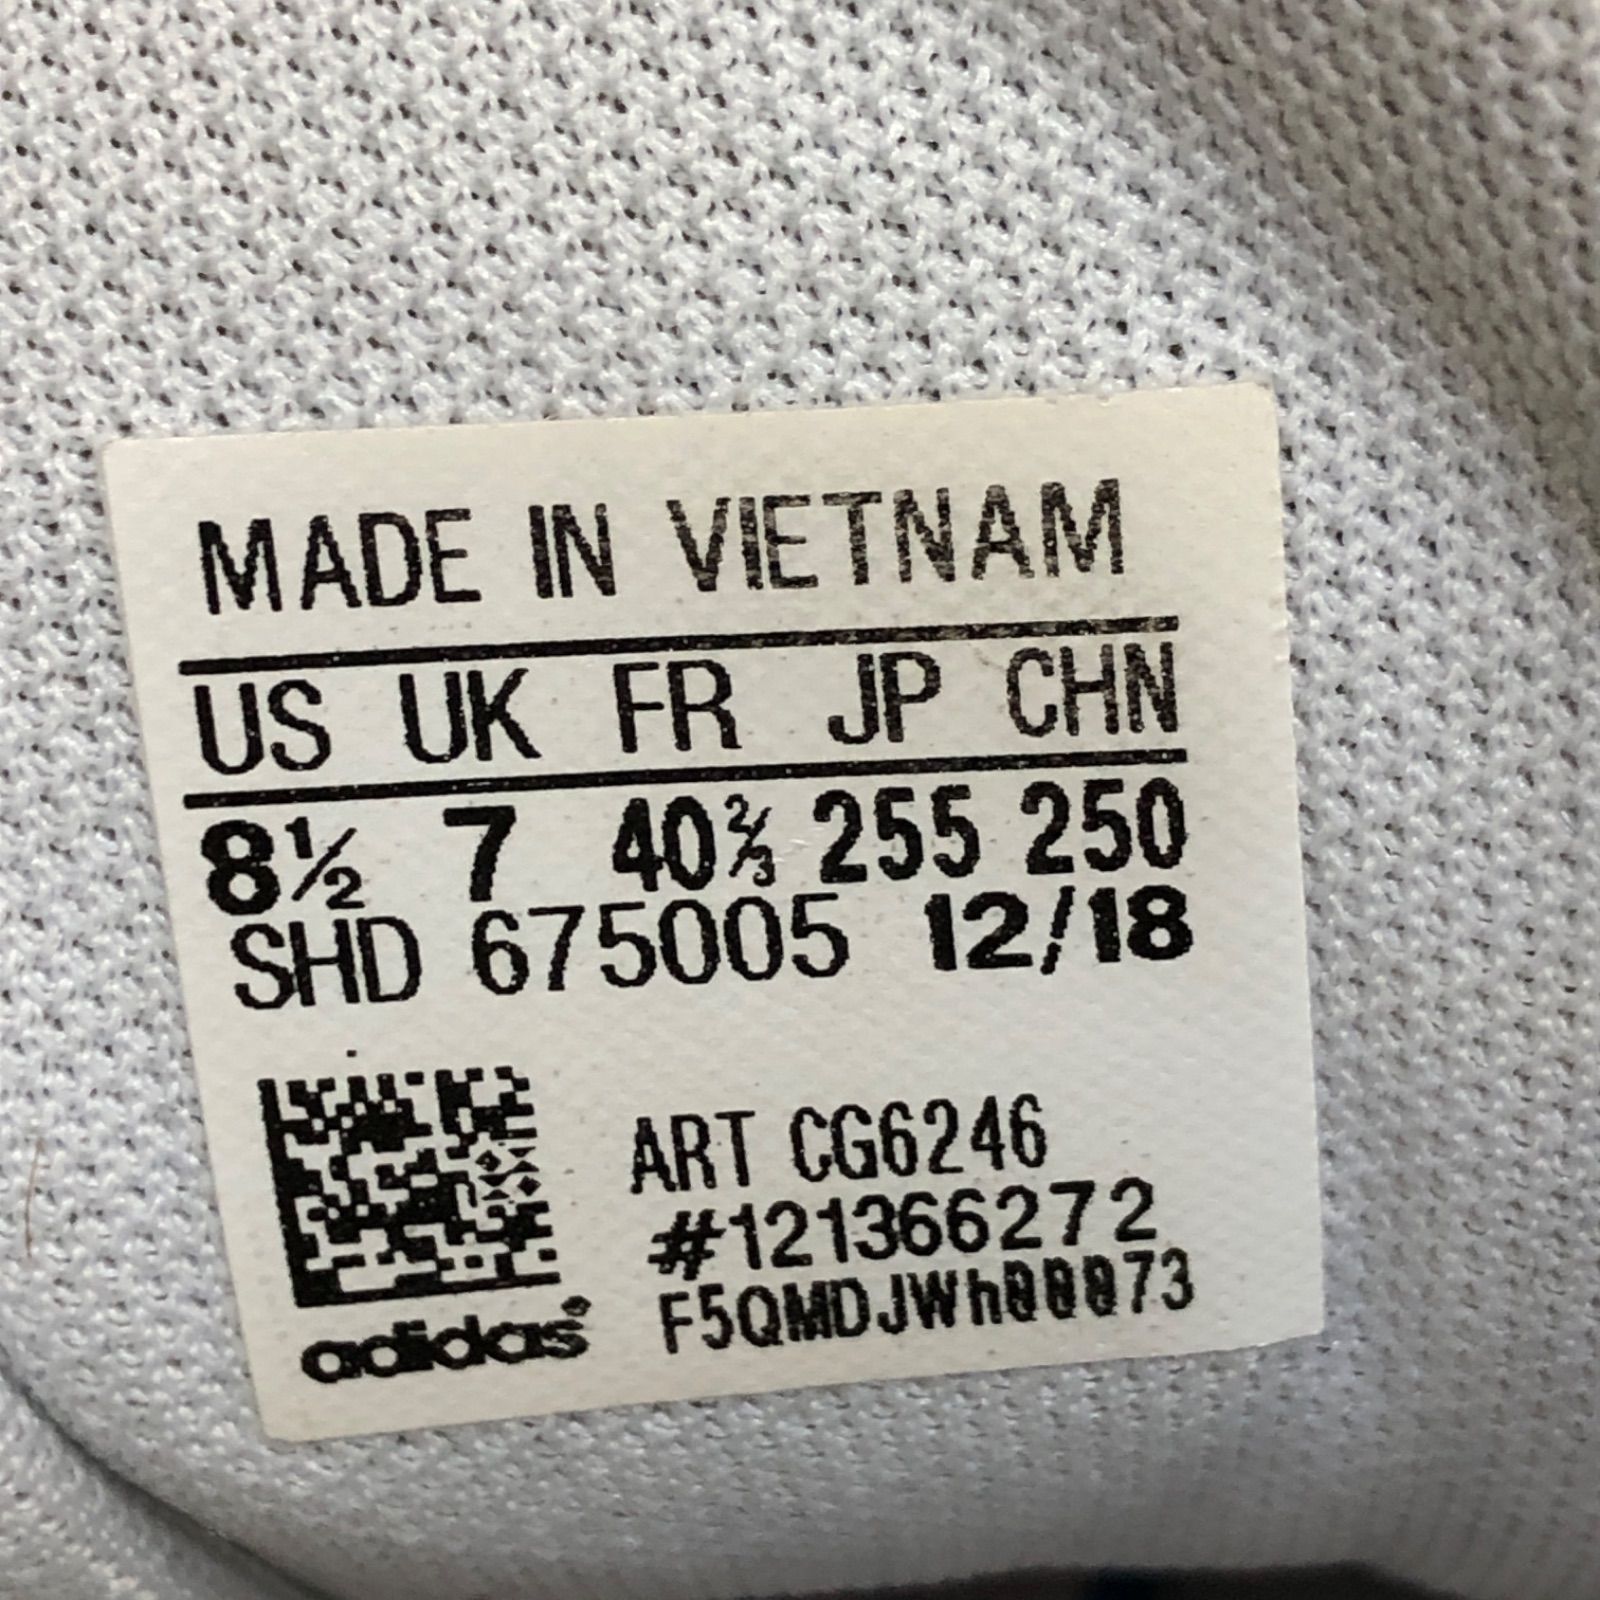 MADE IN VIETNAM
US UK FR JP CHN
8½ 7 40⅔ 255 250
SHD 675005 12/18
ART CG6246
#121366272
F5QMDJWh00073
adidas®